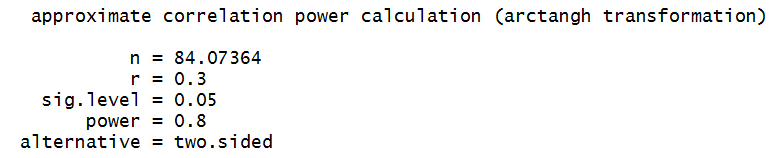 approximate correlation power calculation (arctangh transformation)
n = 84.07364
r = 0.3
sig.level = 0.05
power = 0.8
alternative = two.sided